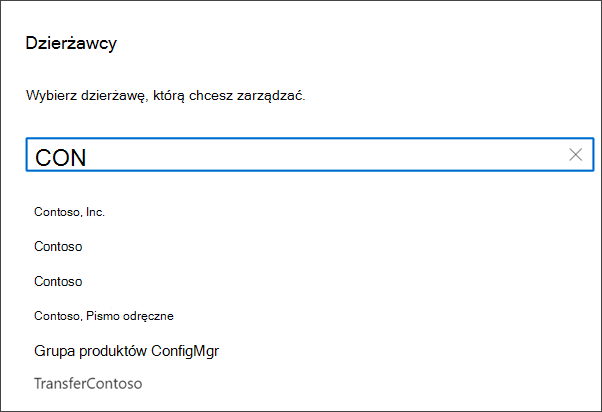 Dzierżawcy
Wybierz dzierżawę, którą chcesz zarządzać.
CON
Contoso, Inc.
Contoso
Contoso
Contoso, Pismo odręczne
Grupa produktów ConfigMgr
TransferContoso